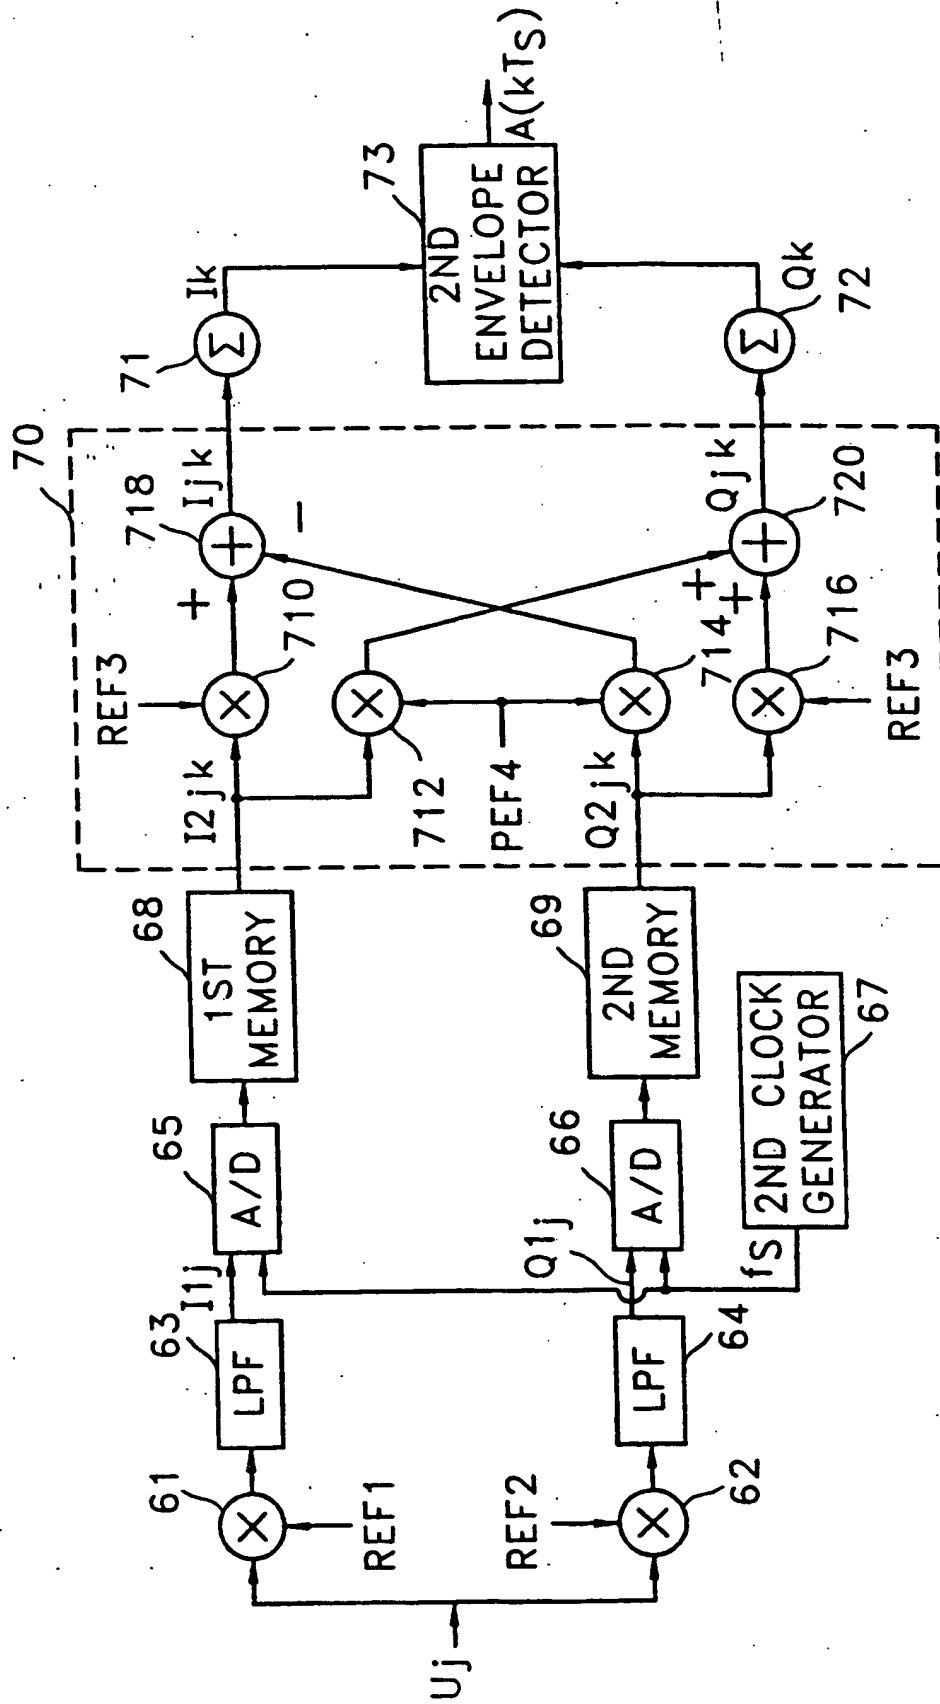 Uj
61
REF1
REF2
62
63
LPF
I1j
LPF
64
Q1j
65
A/D
66
A/D
fS
2ND CLOCK
GENERATOR
67
68
1ST
MEMORY
69
2ND
MEMORY
70
I2jk
REF3
710
712
PEF4
Q2jk
714
716
REF3
718
+
-
Ijk
+
+
720
Qjk
71
Σ
Ik
Σ
Qk
72
73
2ND
ENVELOPE
DETECTOR
A(kTS)